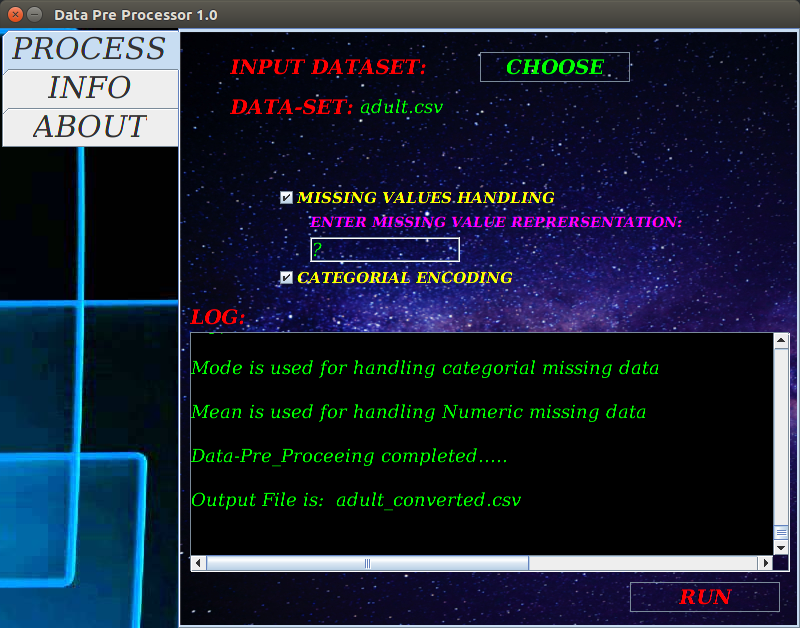 Data Pre Processor 1.0
PROCESS
INFO
ABOUT
INPUT DATASET:
CHOOSE
DATA-SET: adult.csv
MISSING VALUES HANDLING
ENTER MISSING VALUE REPRERSENTATION:
?
CATEGORIAL ENCODING
LOG:
Mode is used for handling categorial missing data
Mean is used for handling Numeric missing data
Data-Pre_Proceeing completed.....
Output File is:  adult_converted.csv
RUN